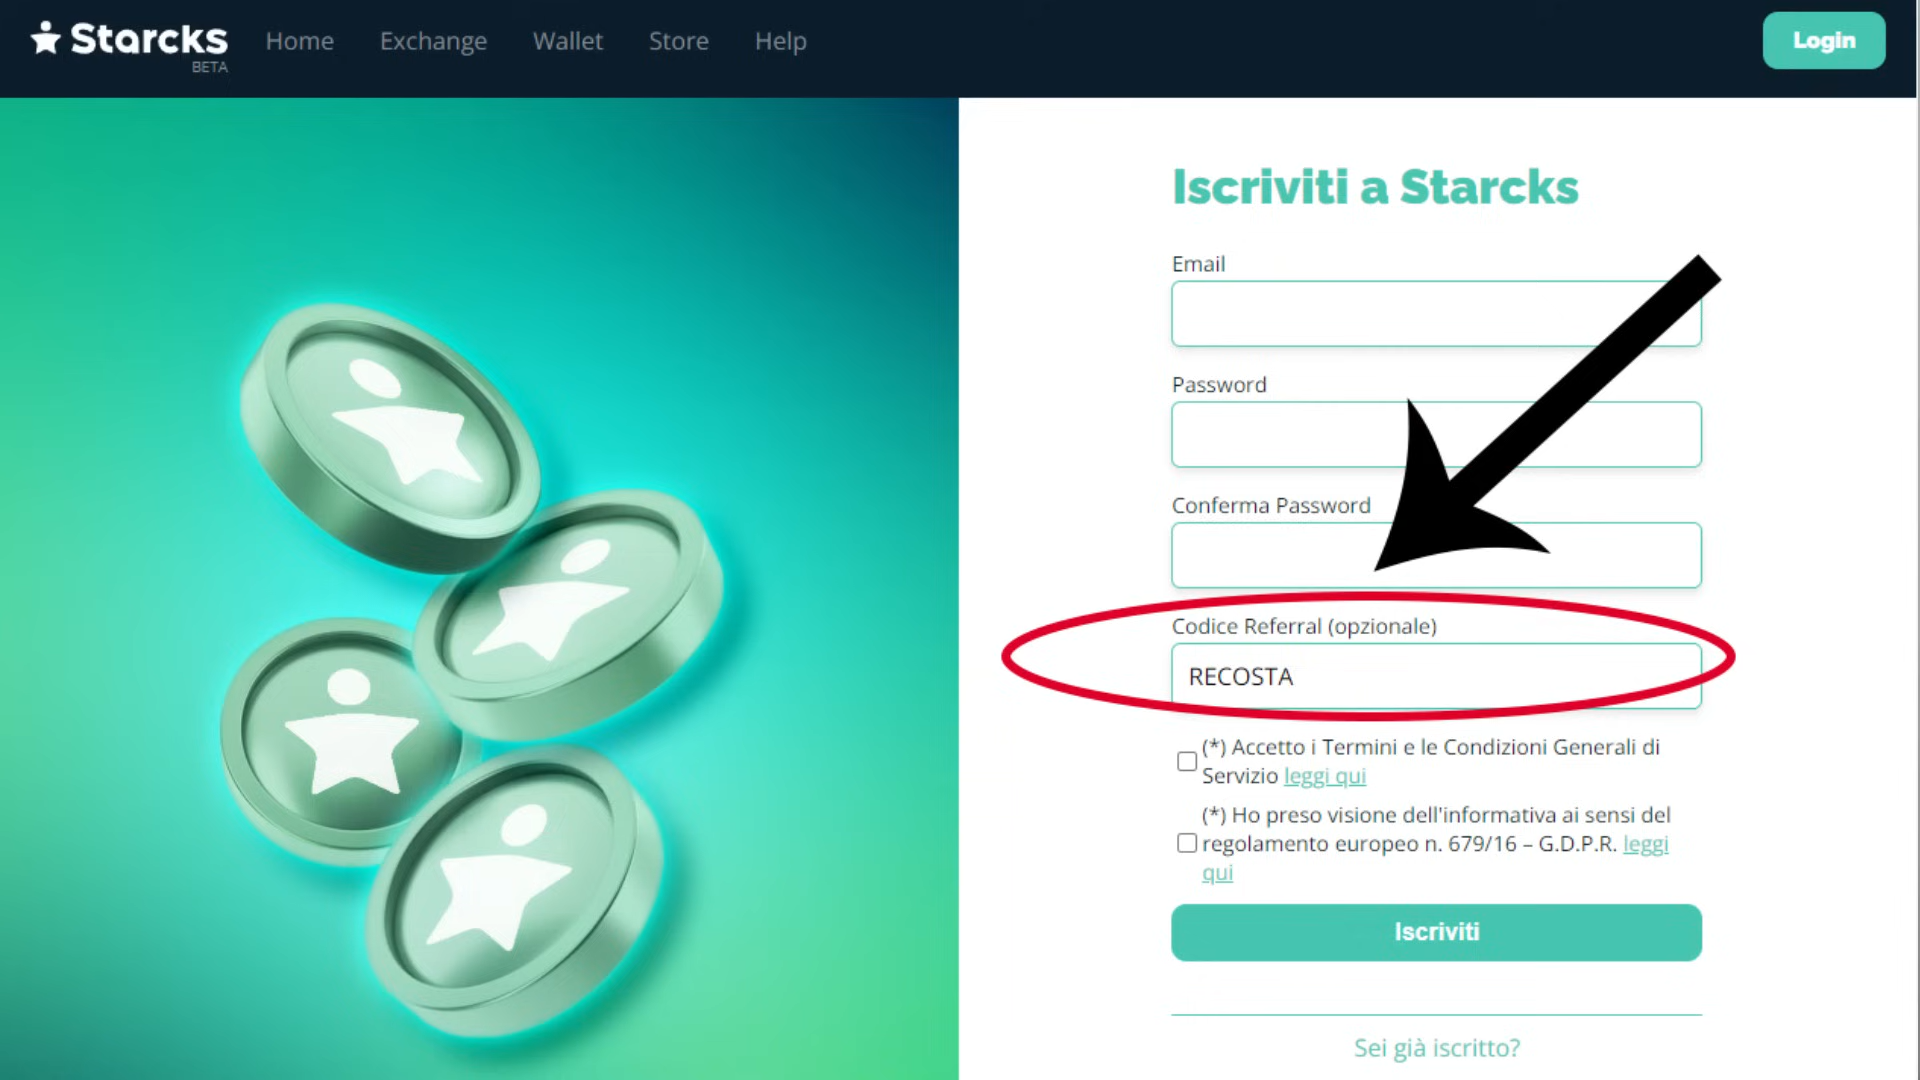 Starcks
BETA
Home
Exchange
Wallet
Store
Help
Login
Iscriviti a Starcks
Email
Password
Conferma Password
Codice Referral (opzionale)
RECOSTA
(*) Accetto i Termini e le Condizioni Generali di
Servizio leggi qui
(*) Ho preso visione dell'informativa ai sensi del
regolamento europeo n. 679/16 – G.D.P.R. leggi
qui
Iscriviti
Sei già iscritto?